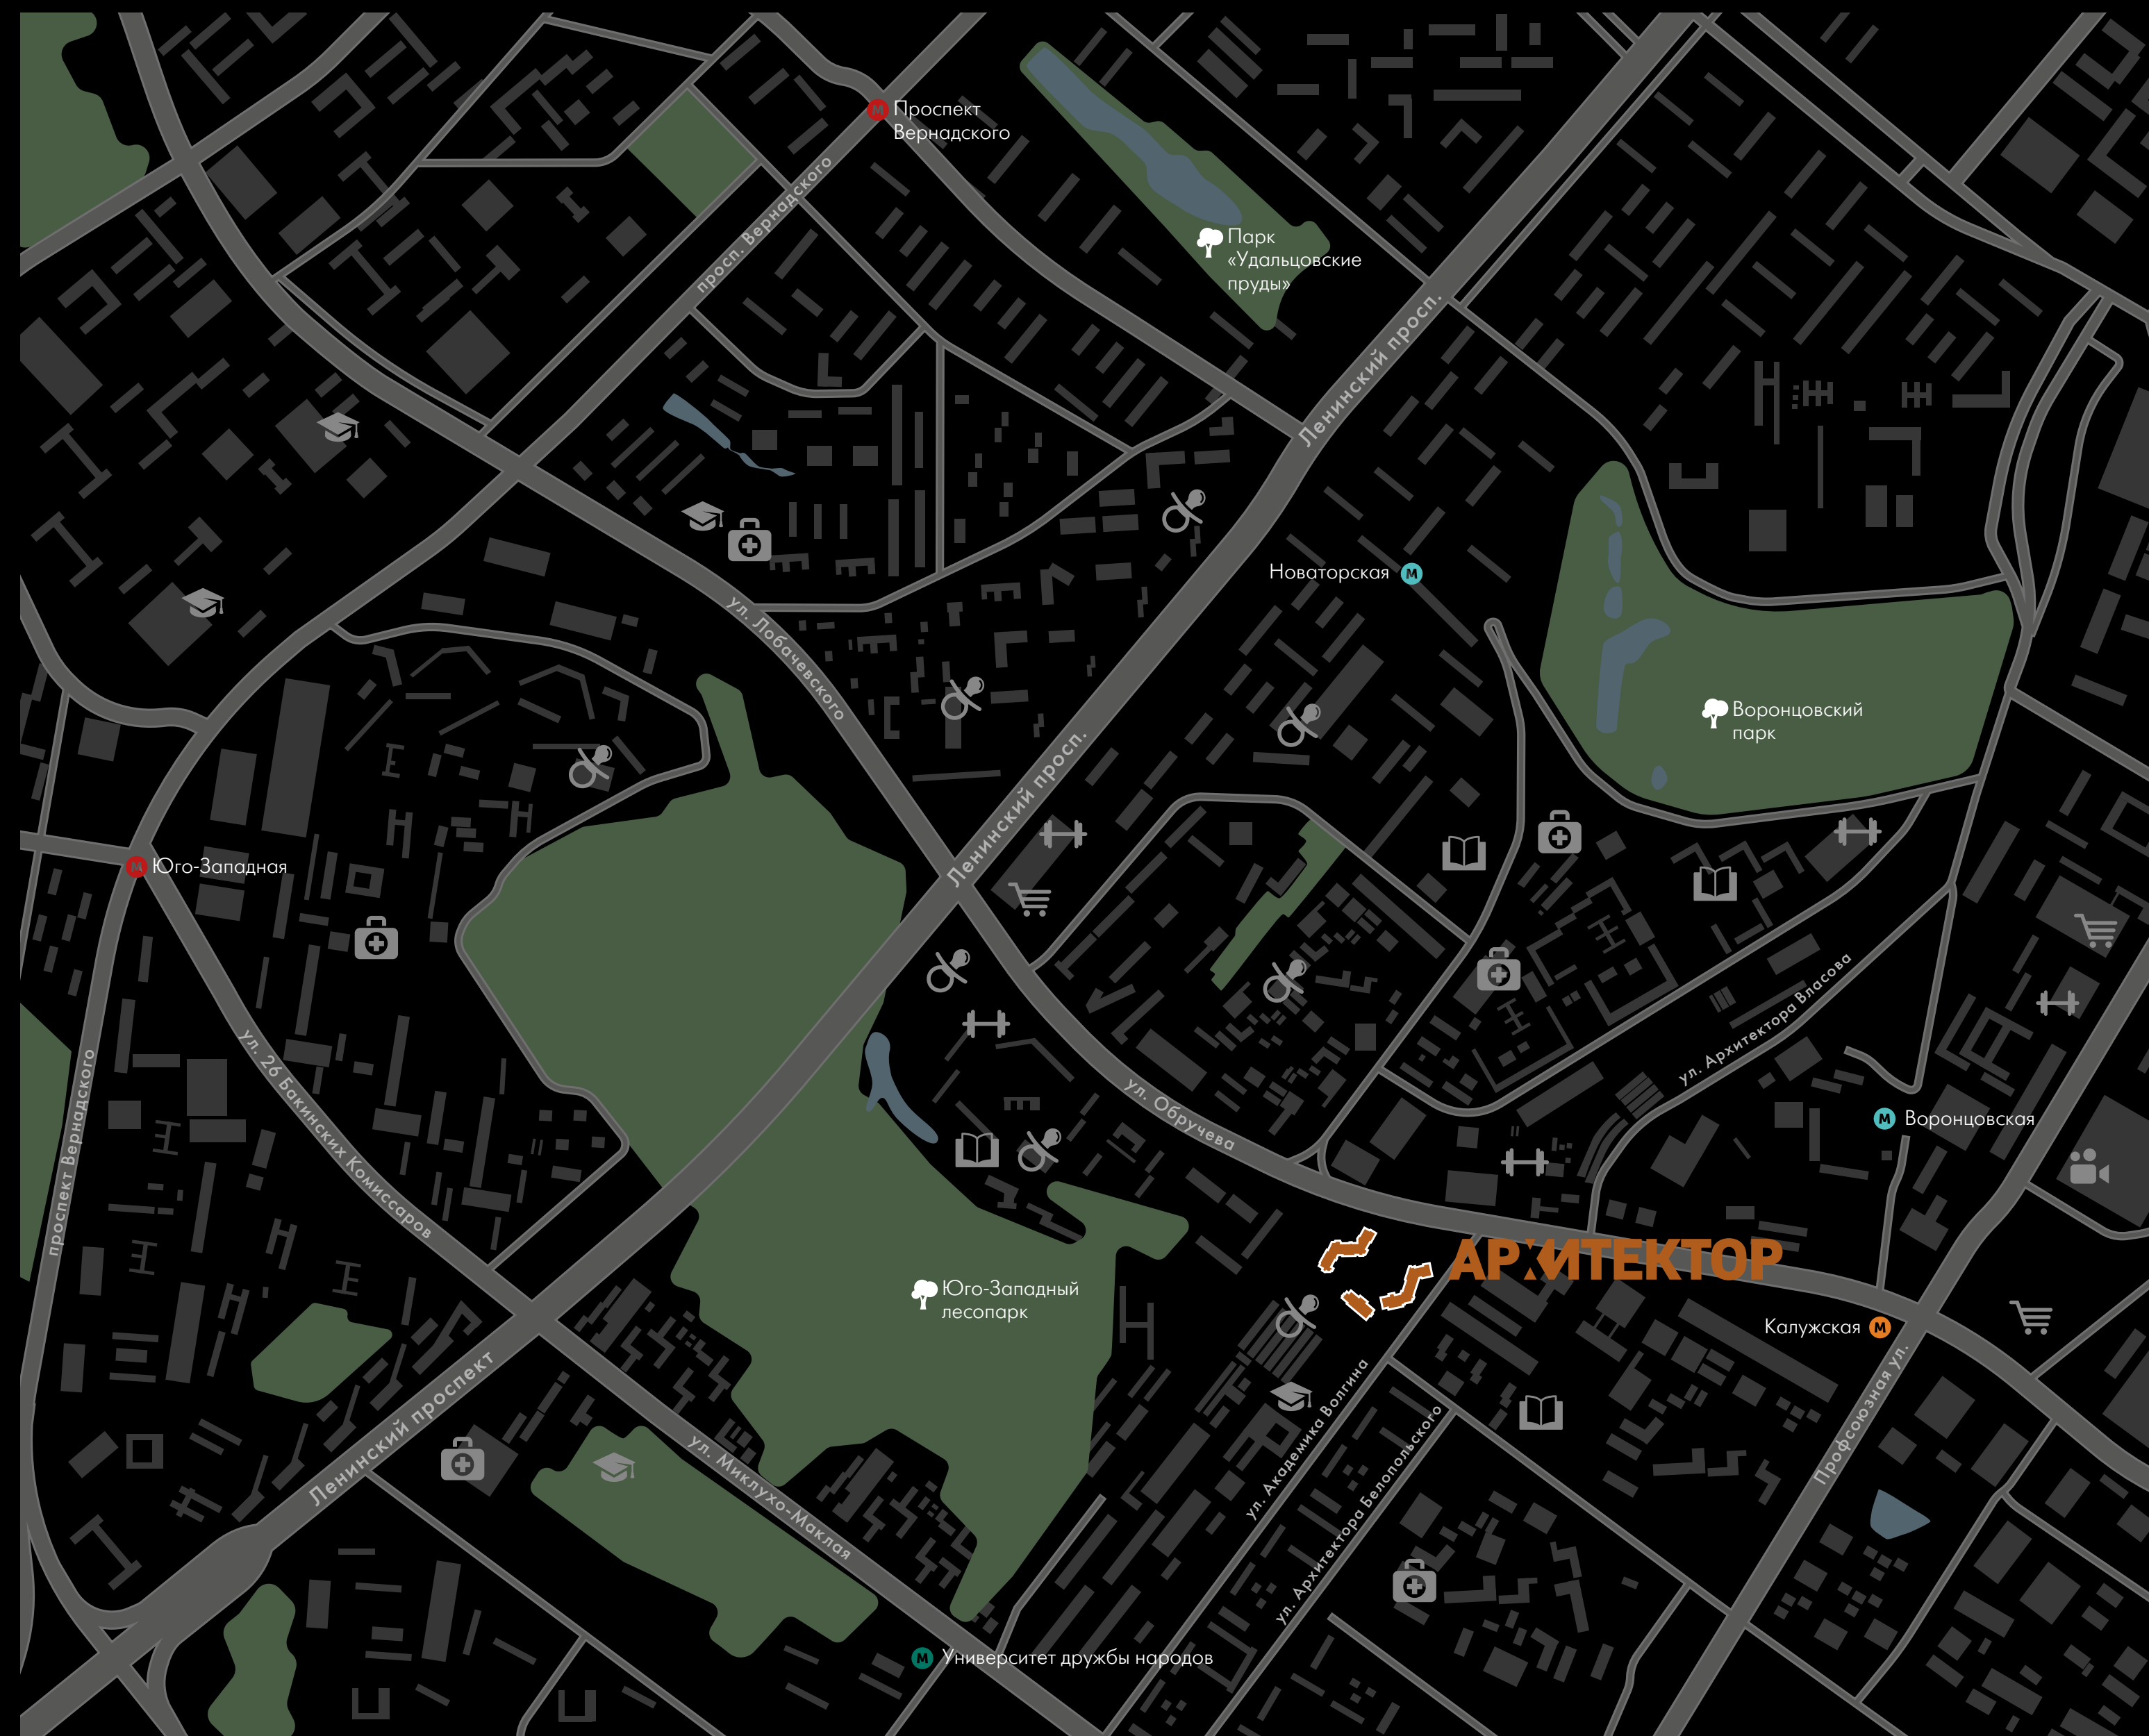 Проспект
Вернадского
просп. Вернадского
Парк
«Удальцовские
пруды»
Ленинский просп.
Новаторская
ул. Лобачевского
Воронцовский
парк
Ленинский просп.
Юго-Западная
ул. Архитектора Власова
ул. 26 Бакинских Комиссаров
проспект Вернадского
ул. Обручева
Воронцовская
АРХИТЕКТОР
Юго-Западный
лесопарк
Калужская
Ленинский проспект
ул. Академика Волгина
ул. Архитектора Белопольского
Профсоюзная ул.
ул. Миклухо-Маклая
Университет дружбы народов